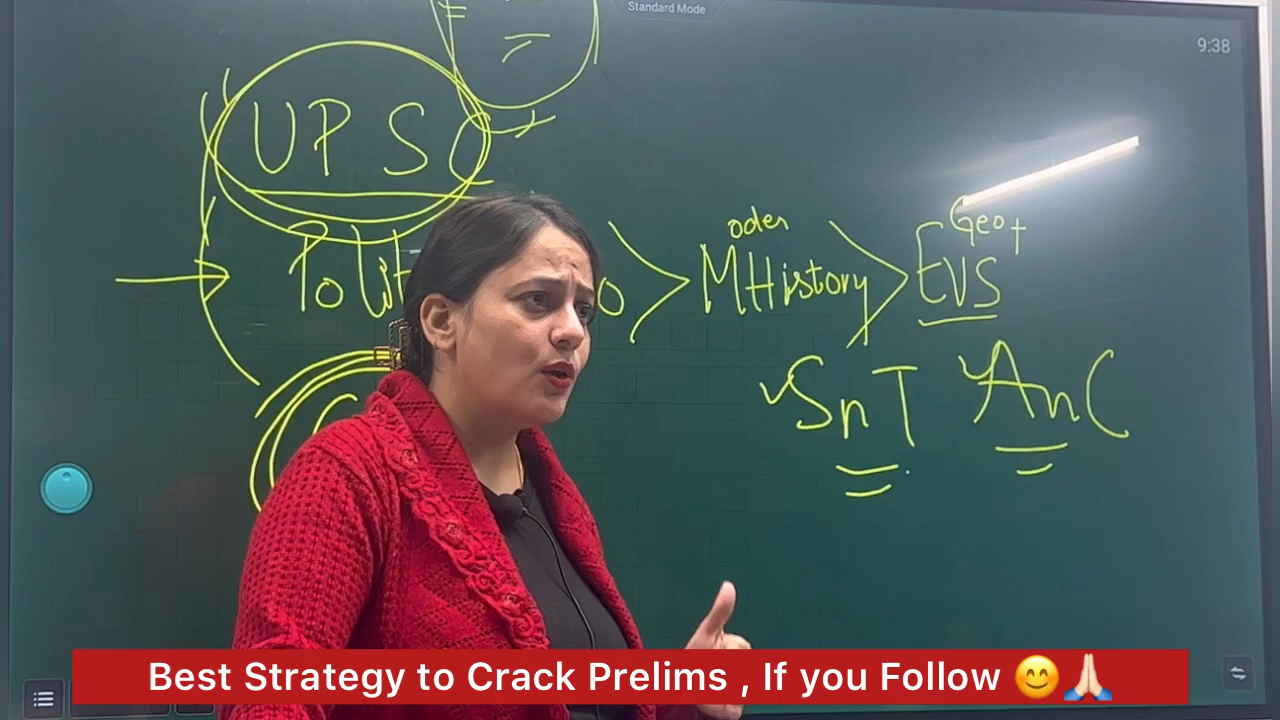 Standard Mode
9:38
UPSC
Polit
o > MHistory > EVS
oder
Geo +
SnT AnC
Best Strategy to Crack Prelims , If you Follow 😊🙏🏻